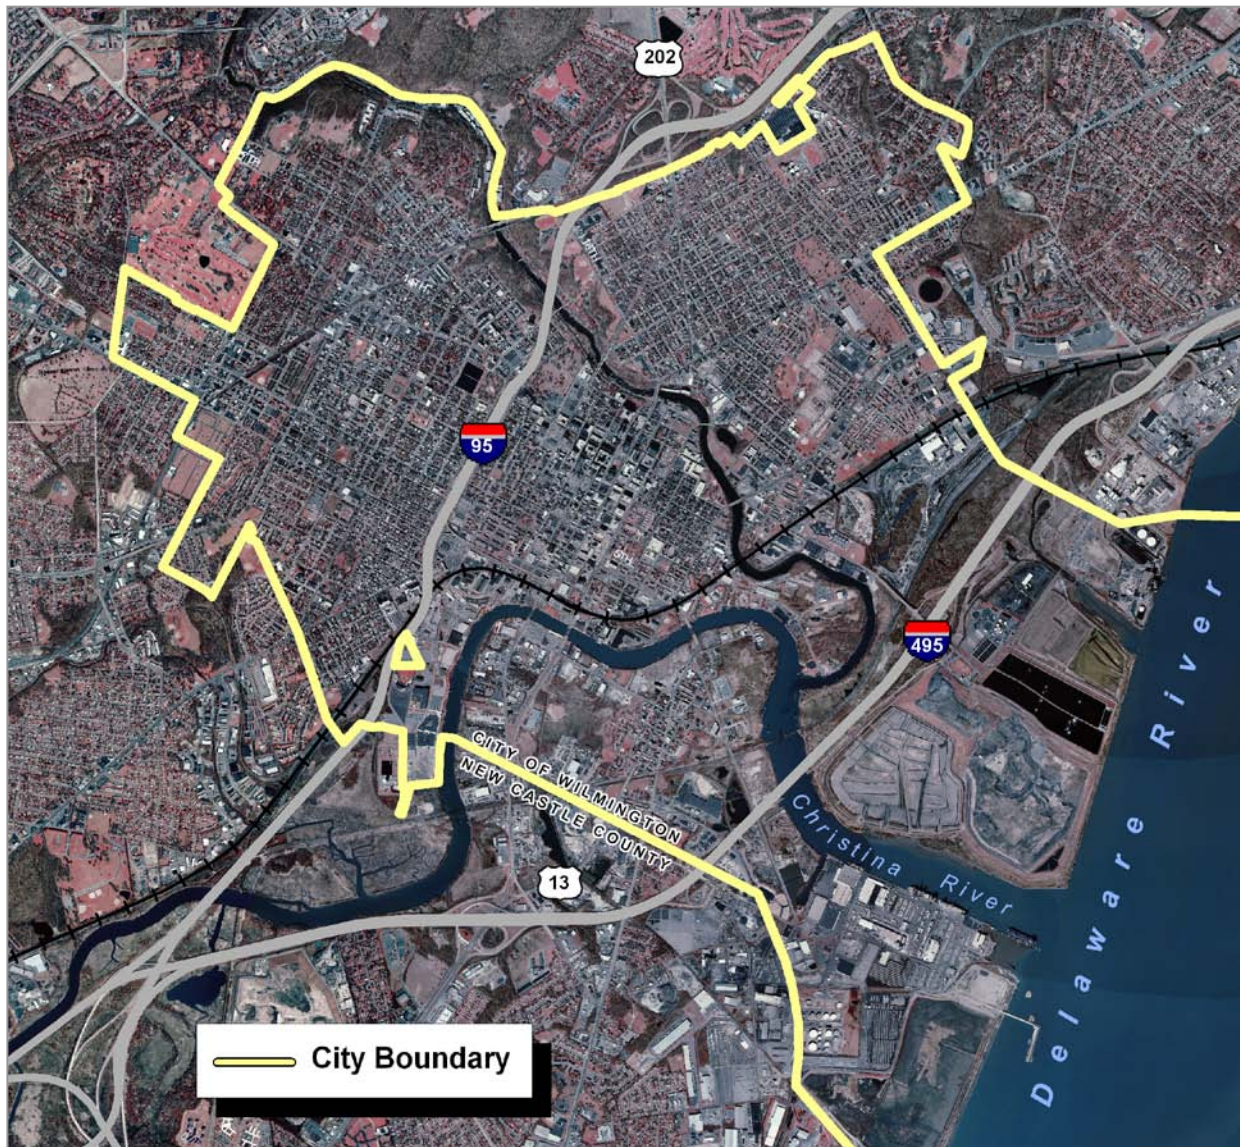 202
95
495
CITY OF WILMINGTON
NEW CASTLE COUNTY
Christina River
13
Delaware River
City Boundary